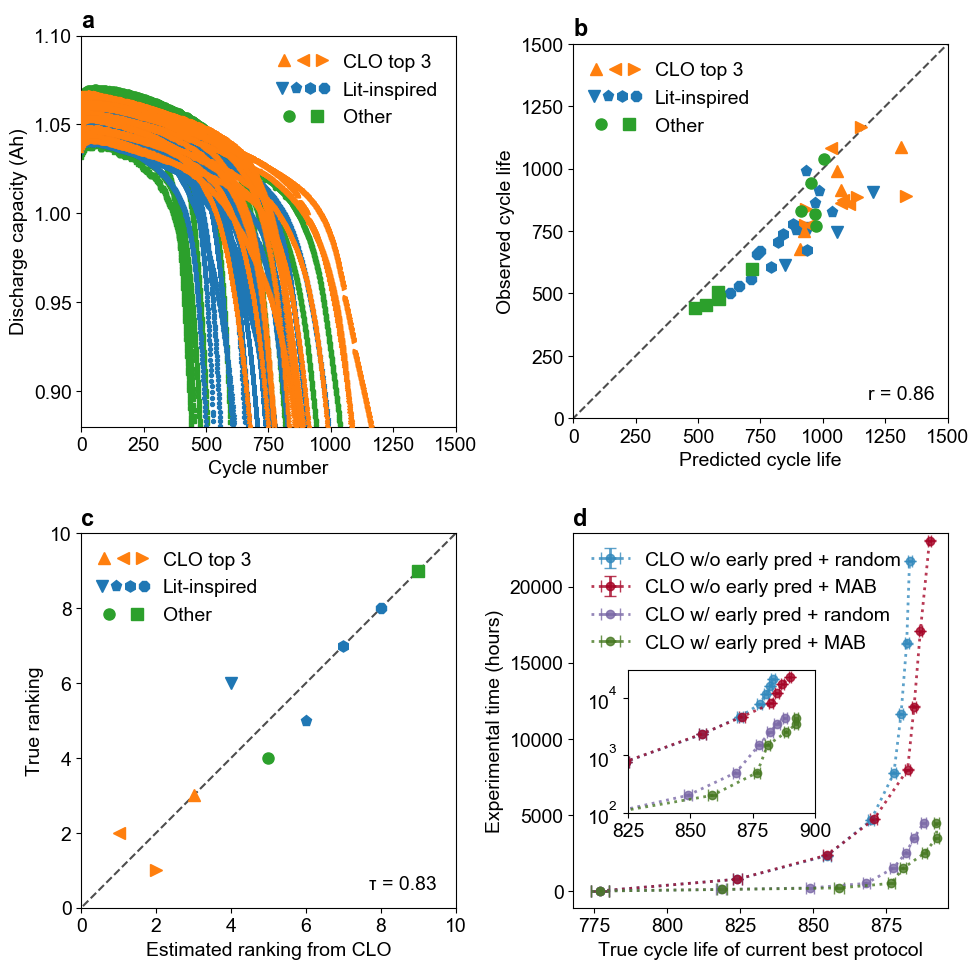 a
1.10
1.05
1.00
0.95
0.90
0
250
500
750
1000
1250
1500
Discharge capacity (Ah)
Cycle number
CLO top 3
Lit-inspired
Other
b
1500
1250
1000
750
500
250
0
0
250
500
750
1000
1250
1500
Observed cycle life
Predicted cycle life
CLO top 3
Lit-inspired
Other
r = 0.86
c
10
8
6
4
2
0
0
2
4
6
8
10
True ranking
Estimated ranking from CLO
CLO top 3
Lit-inspired
Other
τ = 0.83
d
20000
15000
10000
5000
0
775
800
825
850
875
Experimental time (hours)
True cycle life of current best protocol
CLO w/o early pred + random
CLO w/o early pred + MAB
CLO w/ early pred + random
CLO w/ early pred + MAB
10⁴
10³
10²
825
850
875
900